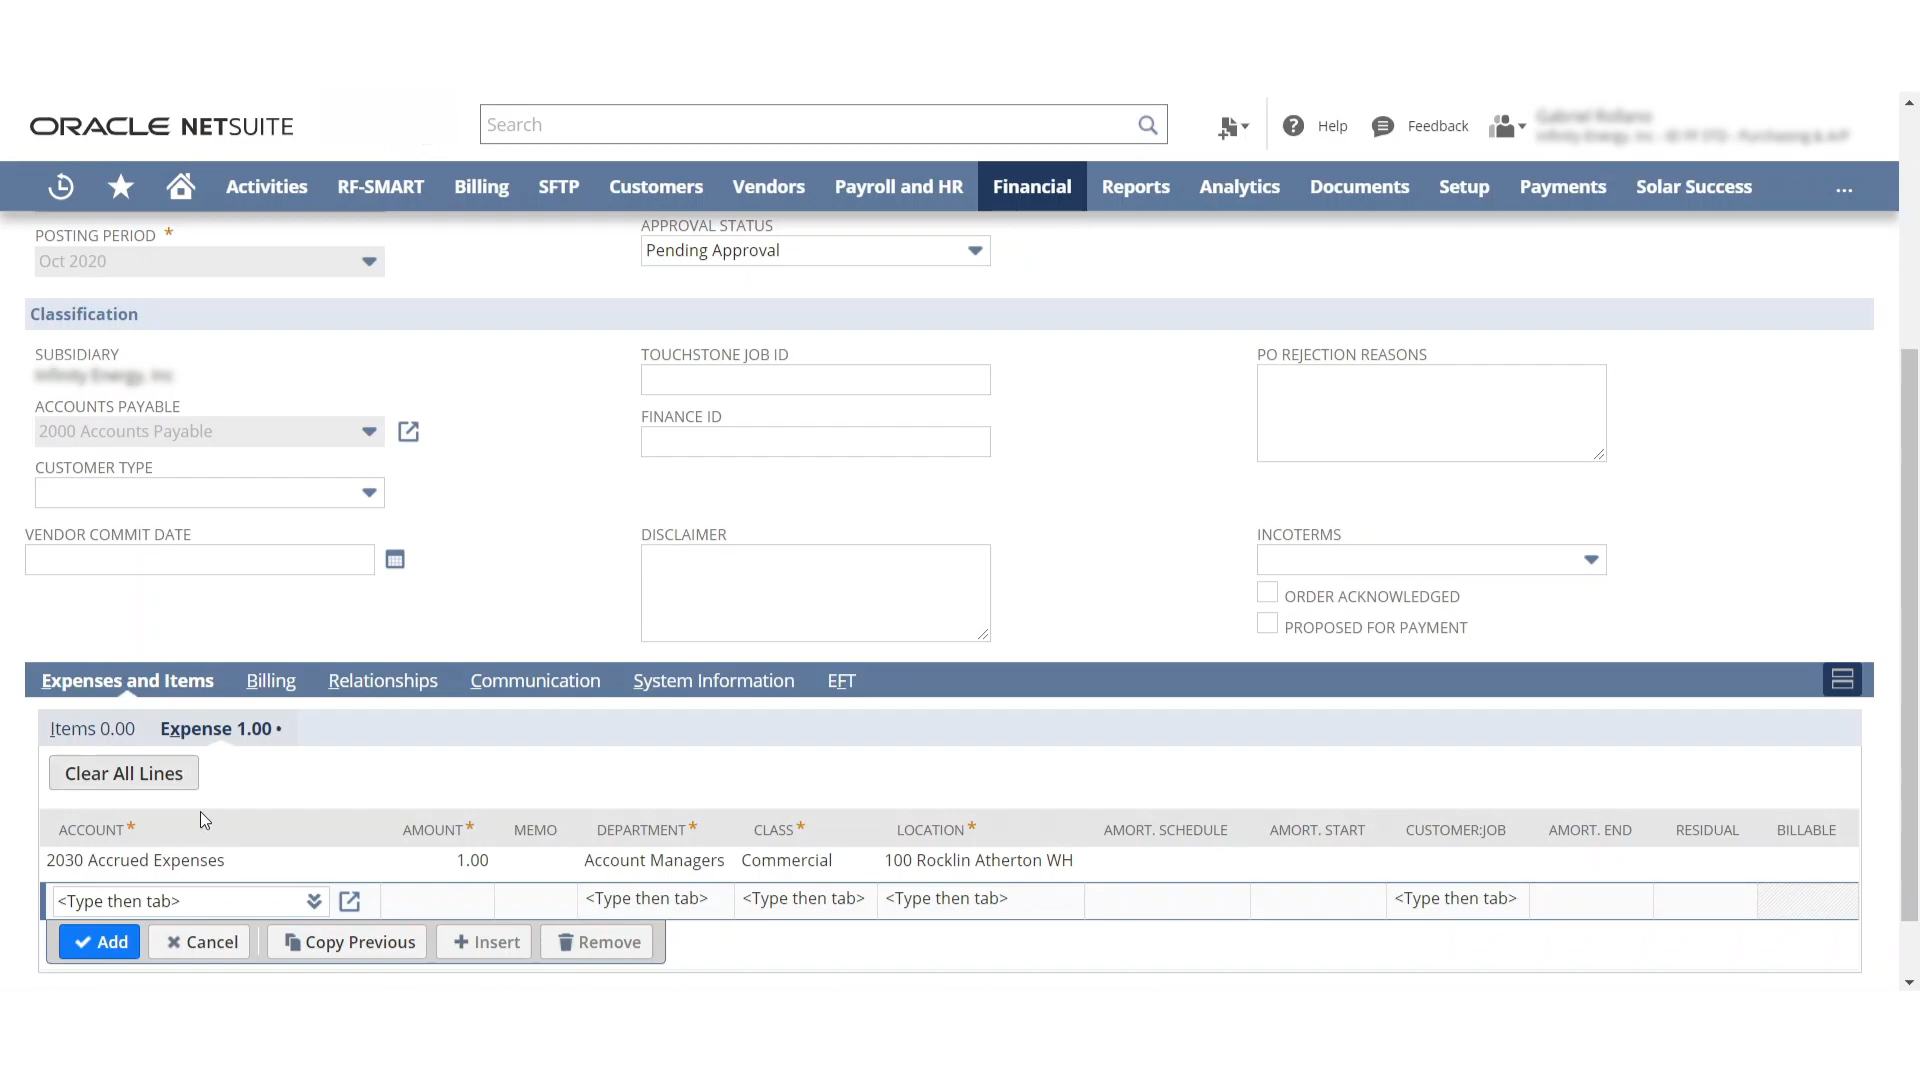 ORACLE NETSUITE
Search
Help
Feedback
Activities RF-SMART Billing SFTP Customers Vendors Payroll and HR Financial Reports Analytics Documents Setup Payments Solar Success ...
POSTING PERIOD *
Oct 2020
APPROVAL STATUS
Pending Approval
Classification
SUBSIDIARY
Infinity Energy, Inc
ACCOUNTS PAYABLE
2000 Accounts Payable
CUSTOMER TYPE
VENDOR COMMIT DATE
TOUCHSTONE JOB ID
FINANCE ID
DISCLAIMER
PO REJECTION REASONS
INCOTERMS
ORDER ACKNOWLEDGED
PROPOSED FOR PAYMENT
Expenses and Items Billing Relationships Communication System Information EFT
Items 0.00 Expense 1.00 •
Clear All Lines
ACCOUNT * AMOUNT * MEMO DEPARTMENT * CLASS * LOCATION * AMORT. SCHEDULE AMORT. START CUSTOMER:JOB AMORT. END RESIDUAL BILLABLE
2030 Accrued Expenses 1.00 Account Managers Commercial 100 Rocklin Atherton WH
<Type then tab> <Type then tab> <Type then tab> <Type then tab> <Type then tab>
Add Cancel Copy Previous Insert Remove